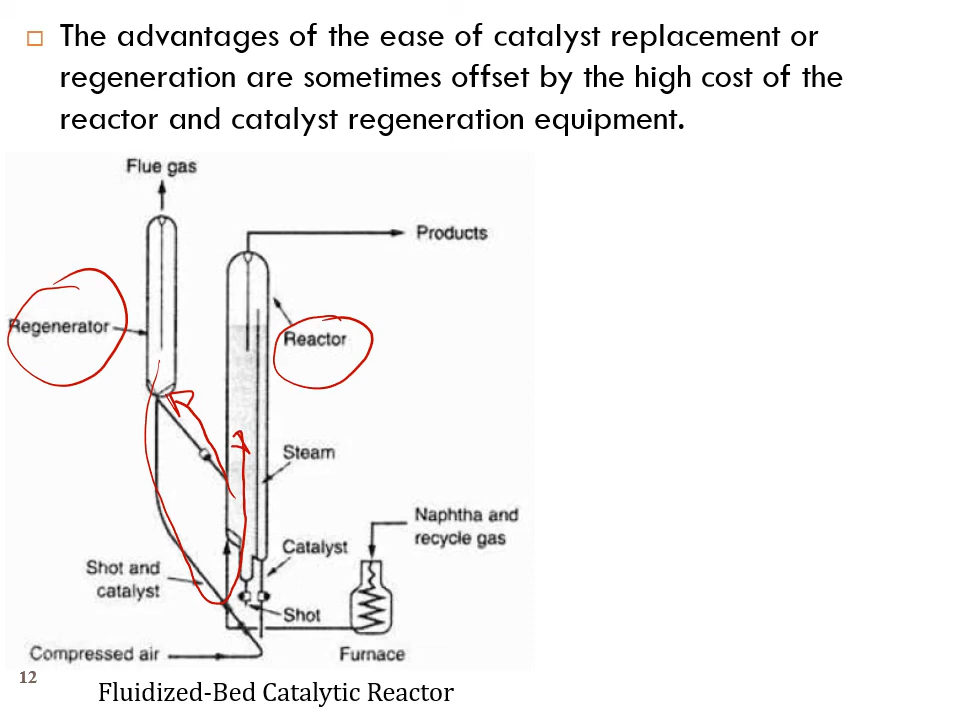 The advantages of the ease of catalyst replacement or
regeneration are sometimes offset by the high cost of the
reactor and catalyst regeneration equipment.
Flue gas
Products
Regenerator
Reactor
Steam
Naphtha and
recycle gas
Catalyst
Shot and
catalyst
Shot
Compressed air
Furnace
12
Fluidized-Bed Catalytic Reactor